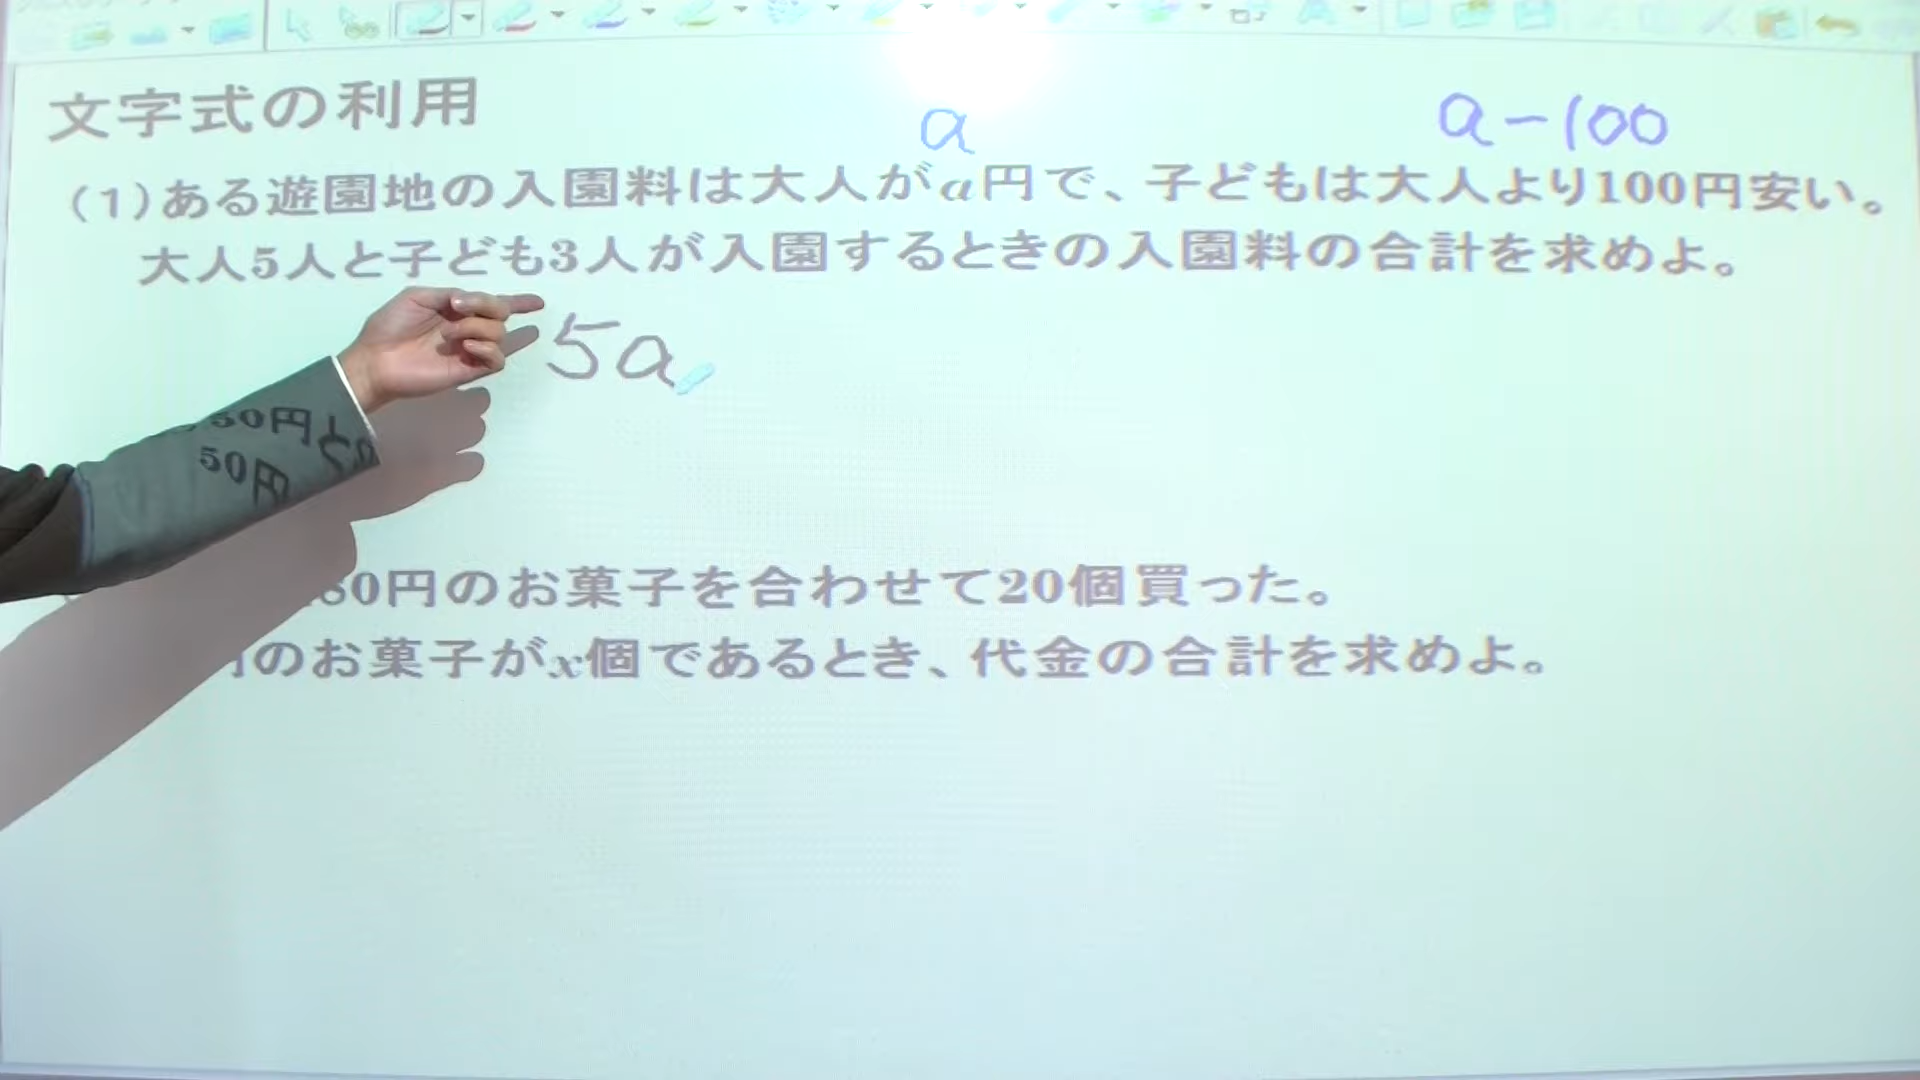 文字式の利用
a
a-100
(1)ある遊園地の入園料は大人がa円で、子どもは大人より100円安い。
大人5人と子ども3人が入園するときの入園料の合計を求めよ。
5a
50円と
80円のお菓子を合わせて20個買った。
50円のお菓子がx個であるとき、代金の合計を求めよ。